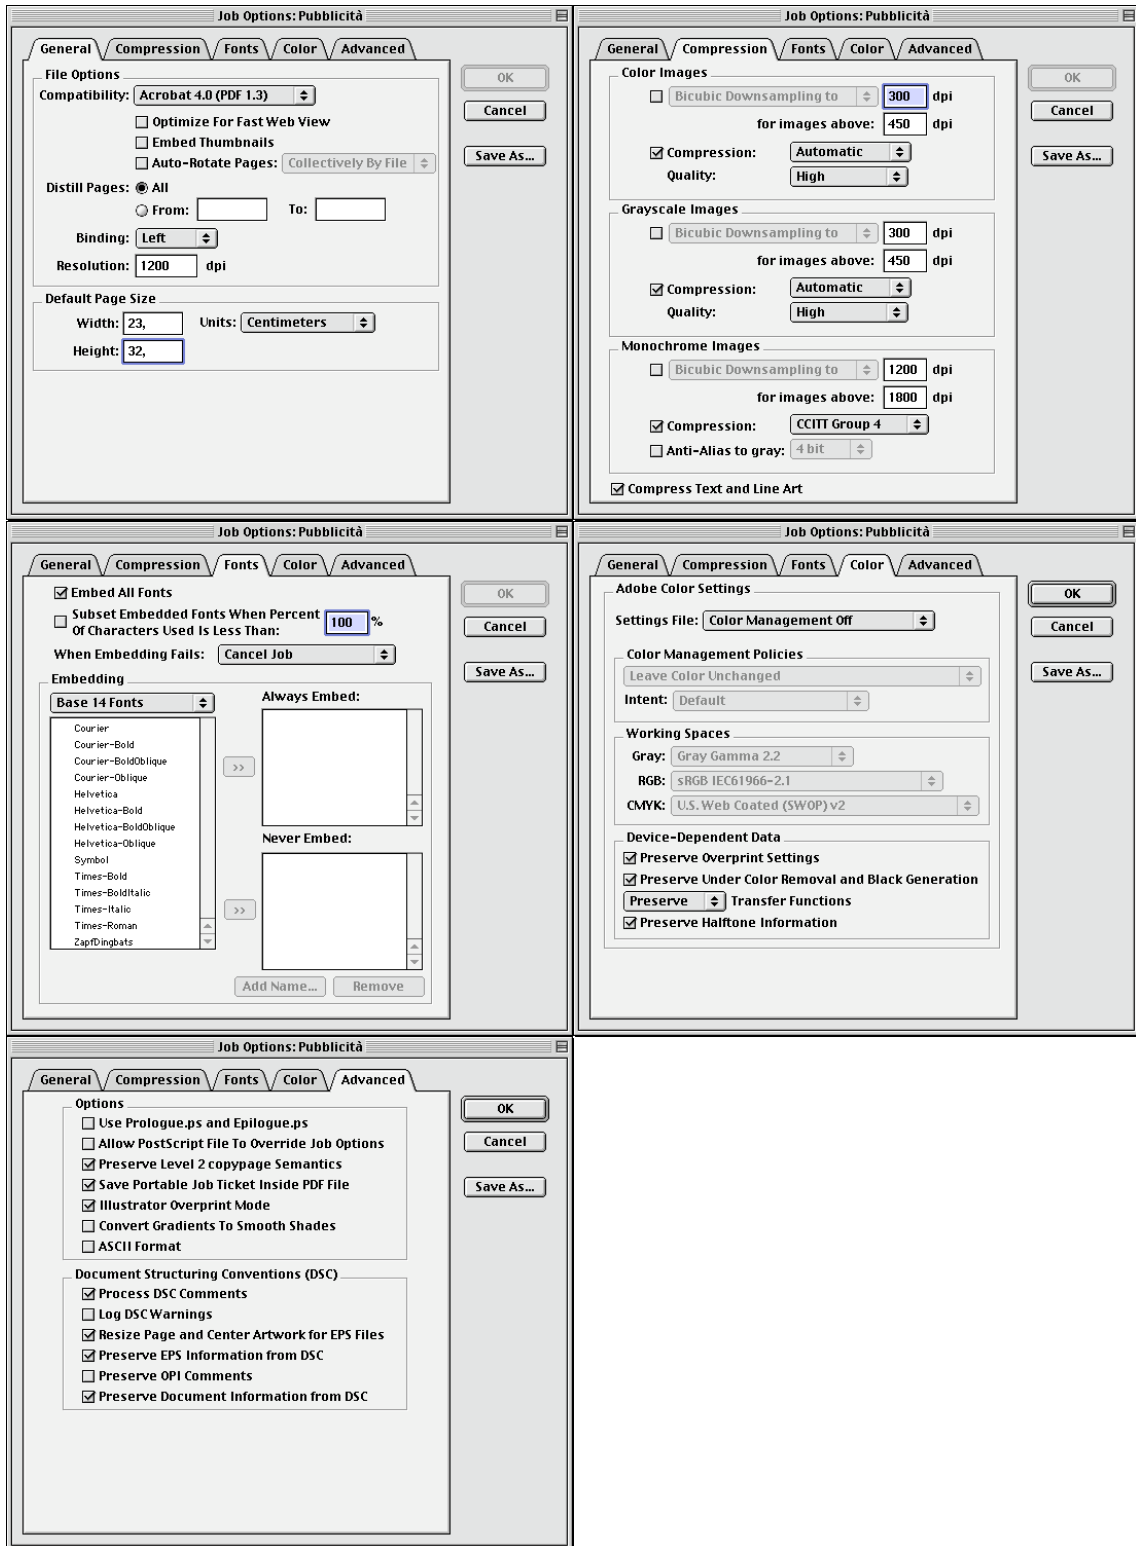 Job Options: Pubblicità
General Compression Fonts Color Advanced
File Options
Compatibility: Acrobat 4.0 (PDF 1.3)
Optimize For Fast Web View
Embed Thumbnails
Auto-Rotate Pages: Collectively By File
Distill Pages: All
From: To:
Binding: Left
Resolution: 1200 dpi
Default Page Size
Width: 23, Units: Centimeters
Height: 32,
OK
Cancel
Save As...
Job Options: Pubblicità
General Compression Fonts Color Advanced
Color Images
Bicubic Downsampling to 300 dpi
for images above: 450 dpi
Compression: Automatic
Quality: High
Grayscale Images
Bicubic Downsampling to 300 dpi
for images above: 450 dpi
Compression: Automatic
Quality: High
Monochrome Images
Bicubic Downsampling to 1200 dpi
for images above: 1800 dpi
Compression: CCITT Group 4
Anti-Alias to gray: 4 bit
Compress Text and Line Art
OK
Cancel
Save As...
Job Options: Pubblicità
General Compression Fonts Color Advanced
Embed All Fonts
Subset Embedded Fonts When Percent
Of Characters Used Is Less Than: 100 %
When Embedding Fails: Cancel Job
Embedding
Base 14 Fonts
Courier
Courier-Bold
Courier-BoldOblique
Courier-Oblique
Helvetica
Helvetica-Bold
Helvetica-BoldOblique
Helvetica-Oblique
Symbol
Times-Bold
Times-BoldItalic
Times-Italic
Times-Roman
ZapfDingbats
>>
>>
Always Embed:
Never Embed:
Add Name... Remove
OK
Cancel
Save As...
Job Options: Pubblicità
General Compression Fonts Color Advanced
Adobe Color Settings
Settings File: Color Management Off
Color Management Policies
Leave Color Unchanged
Intent: Default
Working Spaces
Gray: Gray Gamma 2.2
RGB: sRGB IEC61966-2.1
CMYK: U.S. Web Coated (SWOP) v2
Device-Dependent Data
Preserve Overprint Settings
Preserve Under Color Removal and Black Generation
Preserve Transfer Functions
Preserve Halftone Information
OK
Cancel
Save As...
Job Options: Pubblicità
General Compression Fonts Color Advanced
Options
Use Prologue.ps and Epilogue.ps
Allow PostScript File To Override Job Options
Preserve Level 2 copypage Semantics
Save Portable Job Ticket Inside PDF File
Illustrator Overprint Mode
Convert Gradients To Smooth Shades
ASCII Format
Document Structuring Conventions (DSC)
Process DSC Comments
Log DSC Warnings
Resize Page and Center Artwork for EPS Files
Preserve EPS Information from DSC
Preserve OPI Comments
Preserve Document Information from DSC
OK
Cancel
Save As...